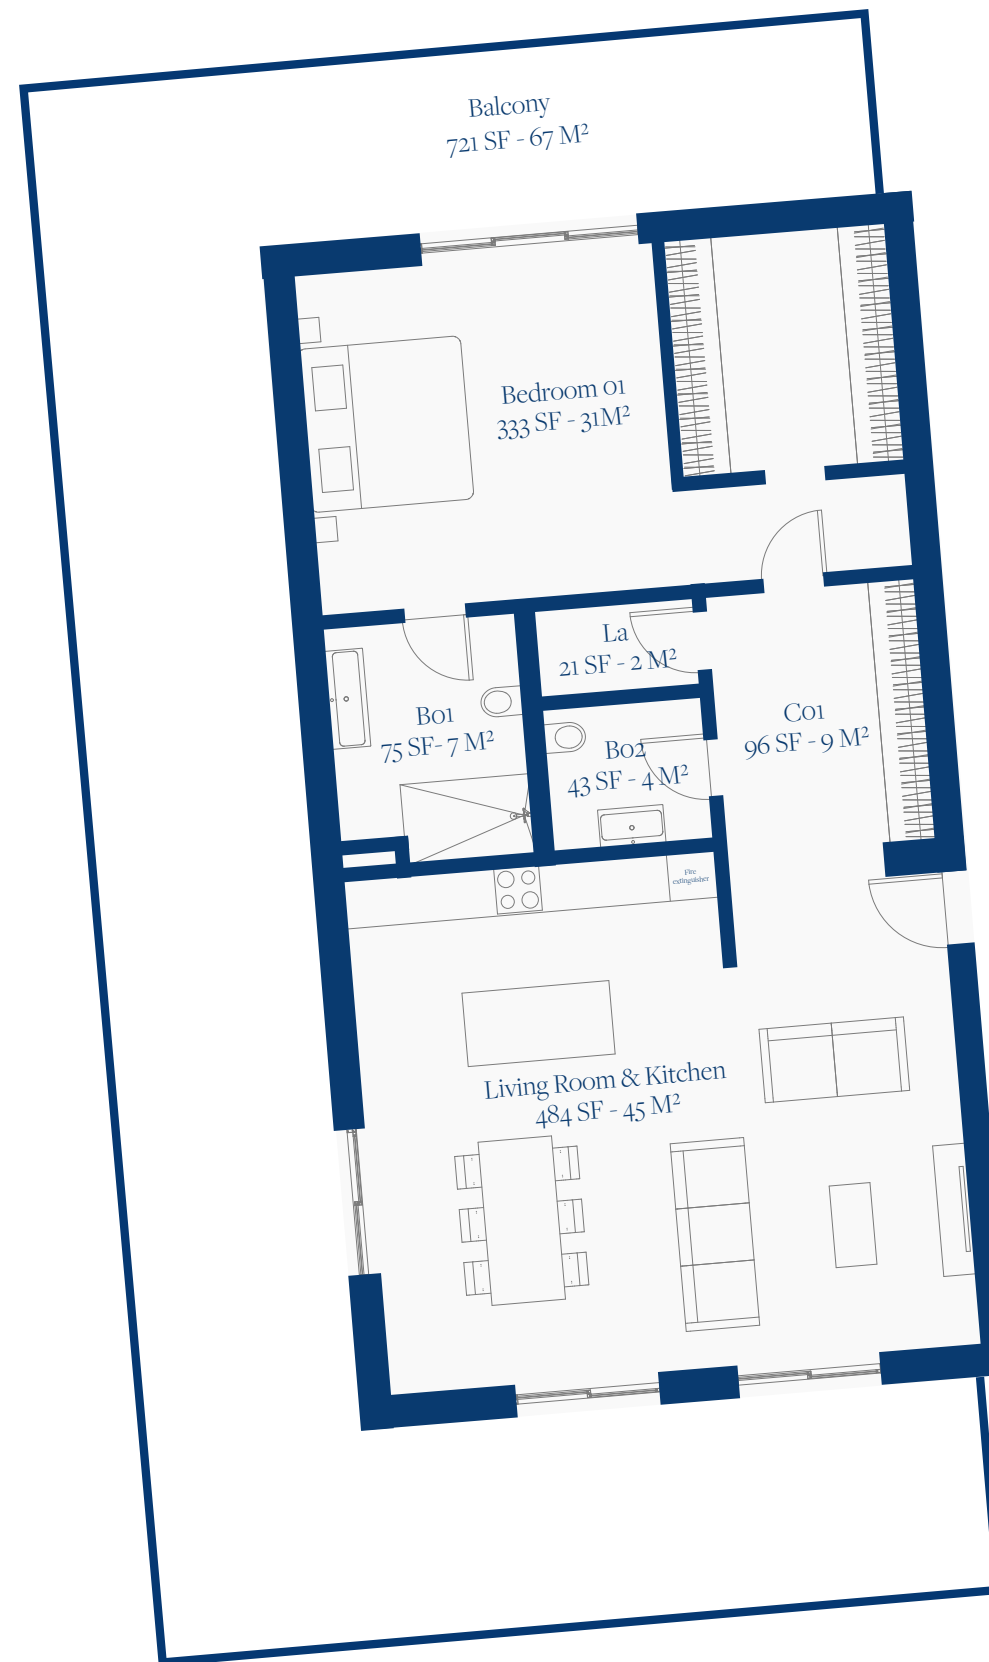 Balcony
721 SF - 67 M²
Bedroom 01
333 SF - 31M²
La
21 SF - 2 M²
B01
75 SF- 7 M²
B02
43 SF - 4 M²
C01
96 SF - 9 M²
Fire
extinguisher
Living Room & Kitchen
484 SF - 45 M²